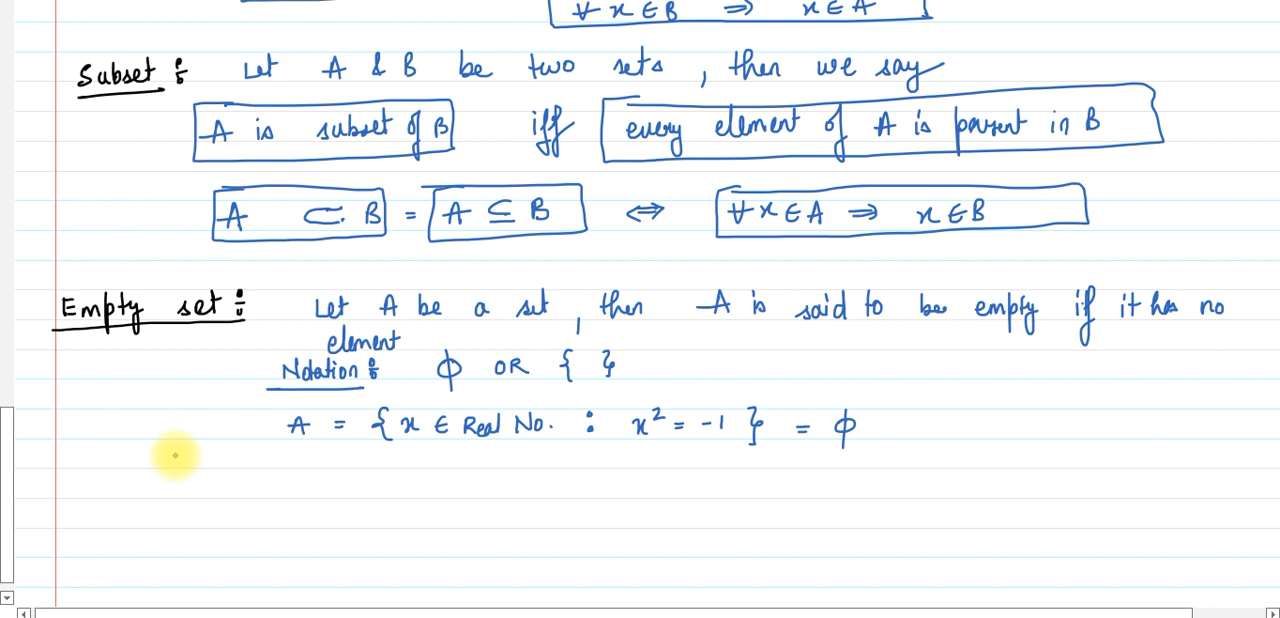 ∀ x ∈ B ⇒ x ∈ A
Subset : Let A & B be two sets, then we say
A is subset of B iff every element of A is present in B
A ⊂ B = A ⊆ B ⇔ ∀ x ∈ A ⇒ x ∈ B
Empty set : Let A be a set, then A is said to be empty if it has no
element
Notation : ϕ OR { }
A = { x ∈ Real No. : x² = -1 } = ϕ